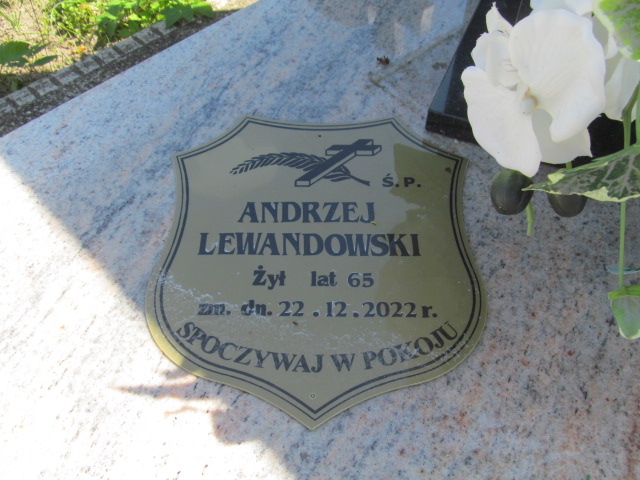 Ś.P.
ANDRZEJ
LEWANDOWSKI
Żył lat 65
zm. dn. 22.12.2022 r.
SPOCZYWAJ W POKOJU